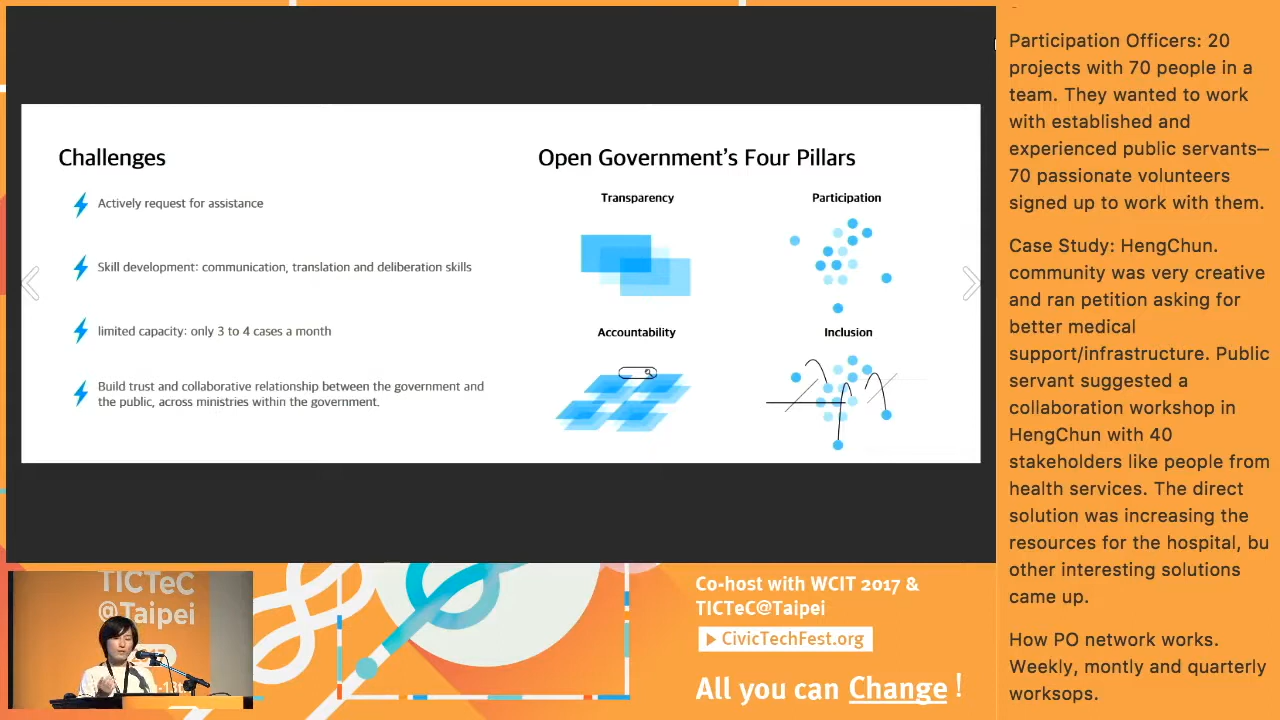 Challenges
Actively request for assistance
Skill development: communication, translation and deliberation skills
limited capacity: only 3 to 4 cases a month
Build trust and collaborative relationship between the government and
the public, across ministries within the government.
Open Government's Four Pillars
Transparency
Participation
Accountability
Inclusion
Participation Officers: 20
projects with 70 people in a
team. They wanted to work
with established and
experienced public servants—
70 passionate volunteers
signed up to work with them.
Case Study: HengChun.
community was very creative
and ran petition asking for
better medical
support/infrastructure. Public
servant suggested a
collaboration workshop in
HengChun with 40
stakeholders like people from
health services. The direct
solution was increasing the
resources for the hospital, bu
other interesting solutions
came up.
How PO network works.
Weekly, montly and quarterly
worksops.
TICTeC
@Taipei
Co-host with WCIT 2017 &
TICTeC@Taipei
CivicTechFest.org
All you can Change !